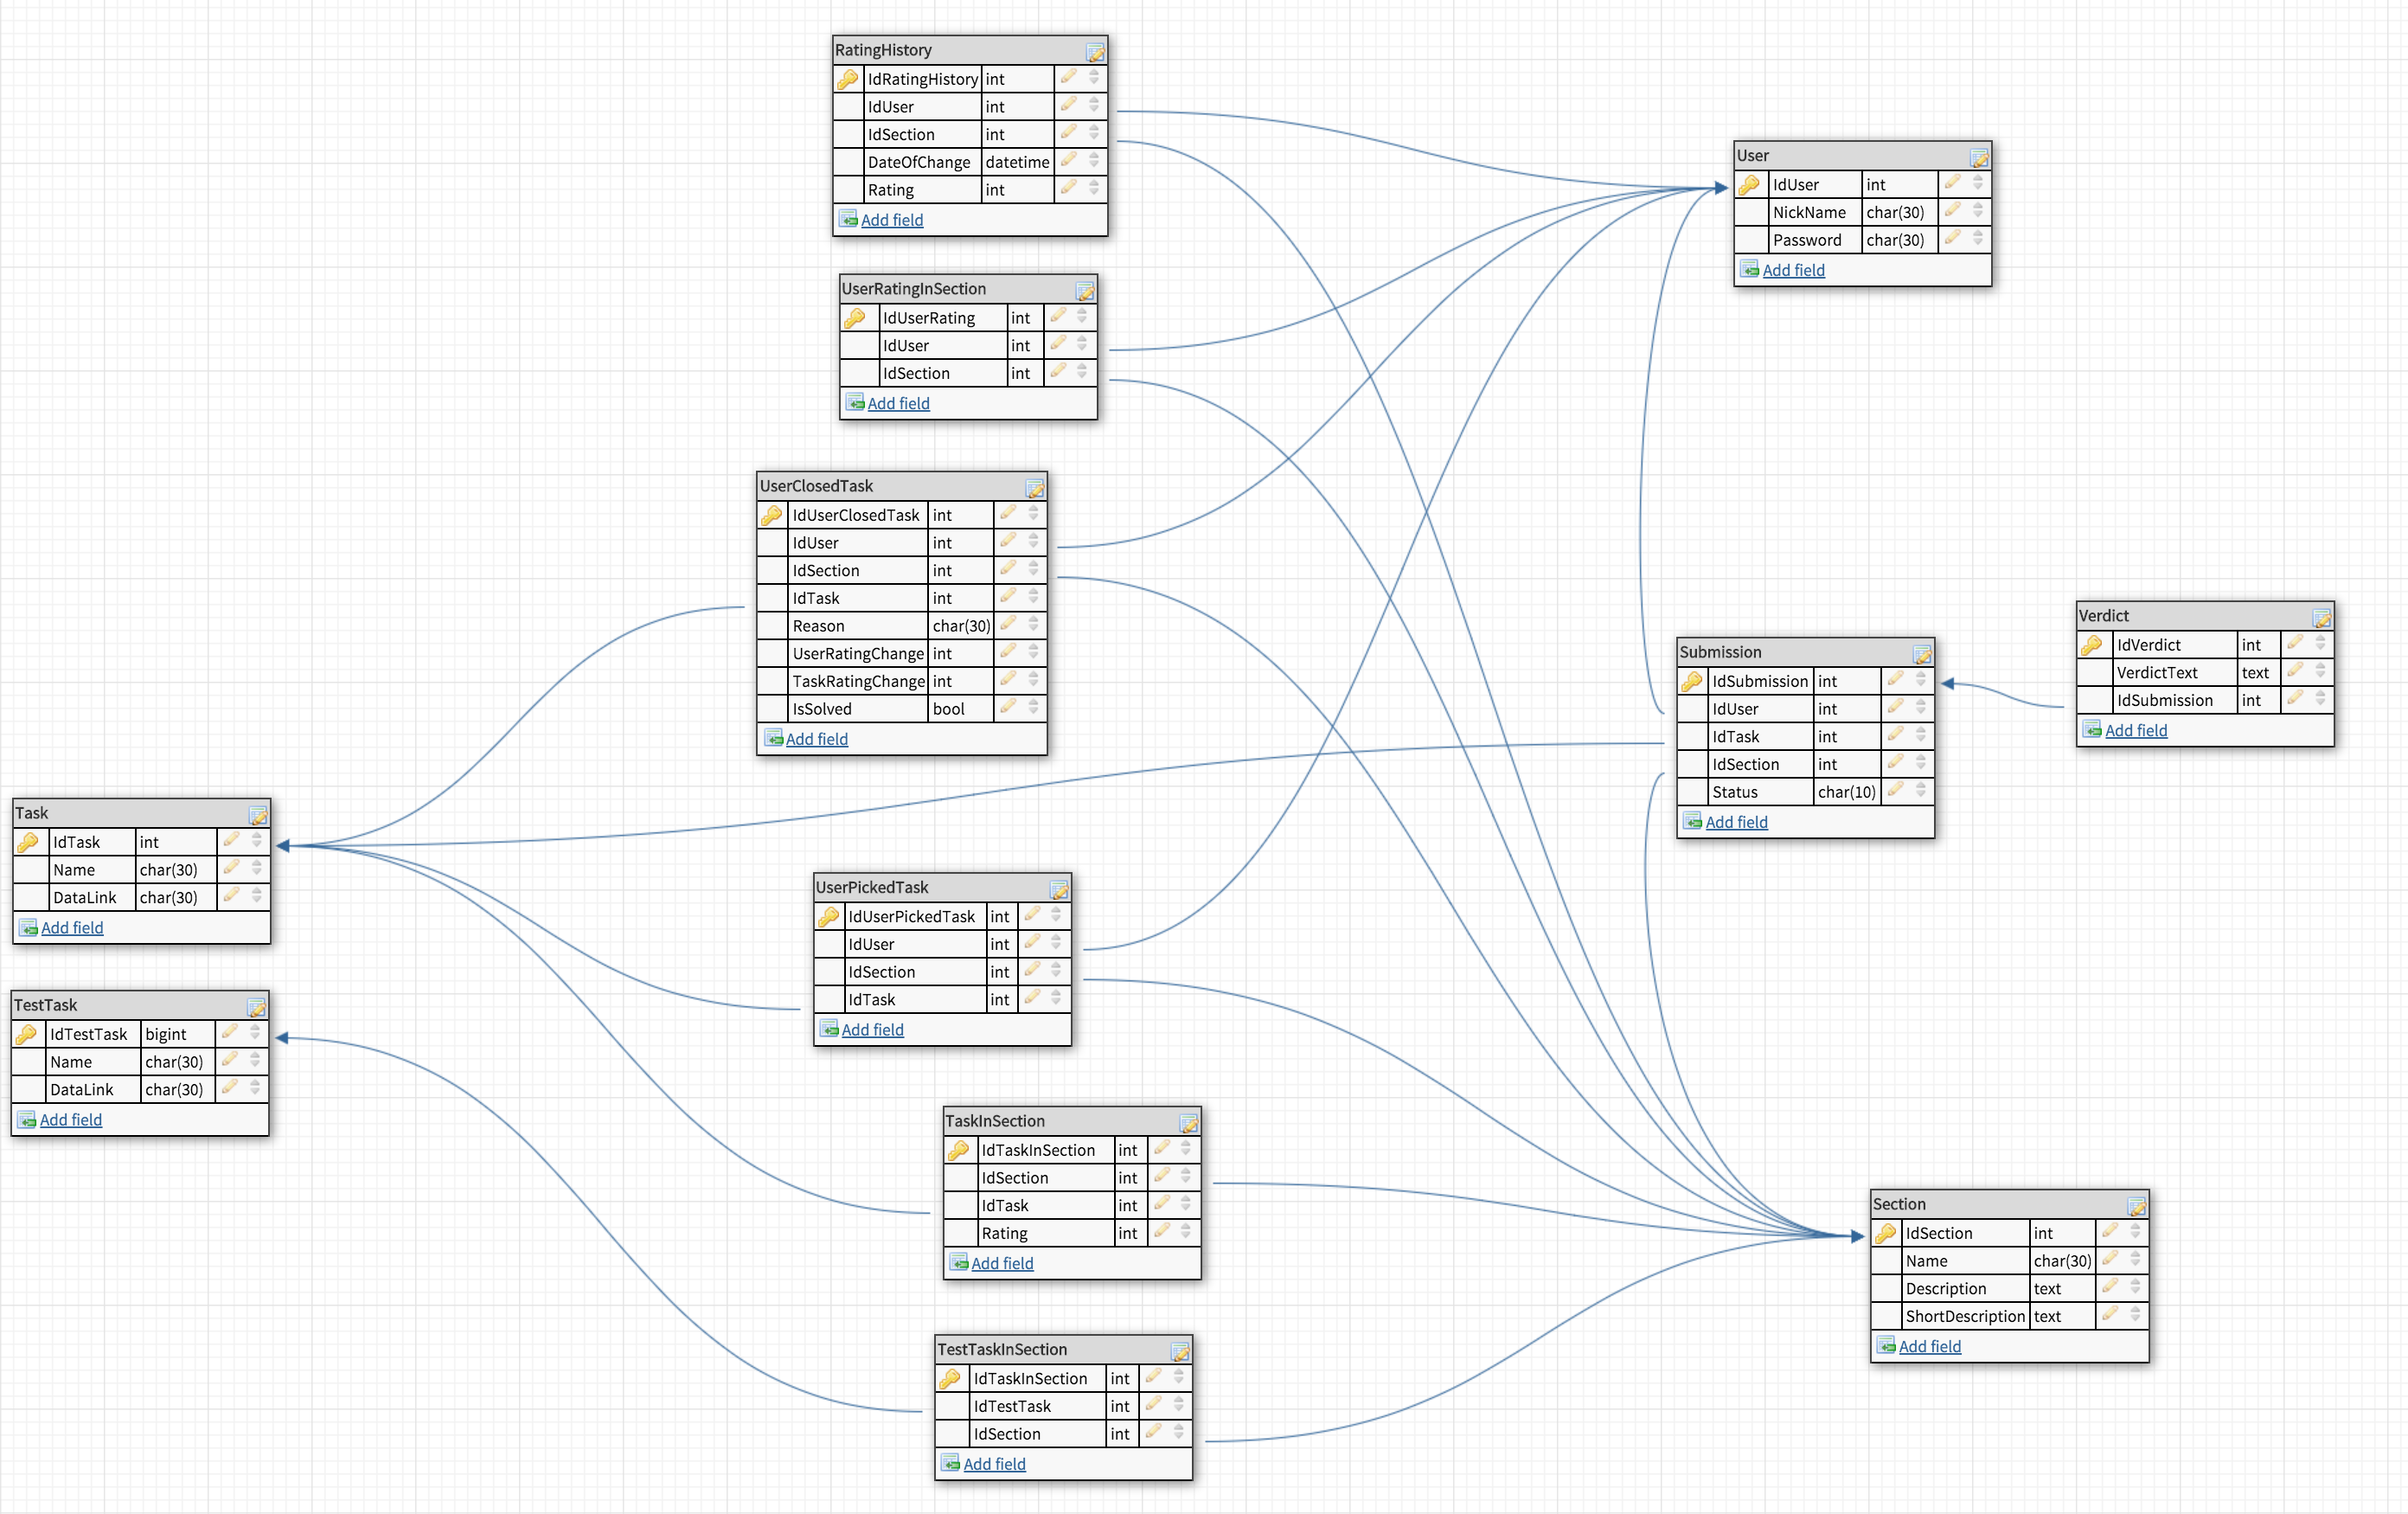 RatingHistory
IdRatingHistory int
IdUser int
IdSection int
DateOfChange datetime
Rating int
Add field
User
IdUser int
NickName char(30)
Password char(30)
Add field
UserRatingInSection
IdUserRating int
IdUser int
IdSection int
Add field
UserClosedTask
IdUserClosedTask int
IdUser int
IdSection int
IdTask int
Reason char(30)
UserRatingChange int
TaskRatingChange int
IsSolved bool
Add field
Verdict
IdVerdict int
VerdictText text
IdSubmission int
Add field
Submission
IdSubmission int
IdUser int
IdTask int
IdSection int
Status char(10)
Add field
Task
IdTask int
Name char(30)
DataLink char(30)
Add field
UserPickedTask
IdUserPickedTask int
IdUser int
IdSection int
IdTask int
Add field
TestTask
IdTestTask bigint
Name char(30)
DataLink char(30)
Add field
TaskInSection
IdTaskInSection int
IdSection int
IdTask int
Rating int
Add field
Section
IdSection int
Name char(30)
Description text
ShortDescription text
Add field
TestTaskInSection
IdTaskInSection int
IdTestTask int
IdSection int
Add field